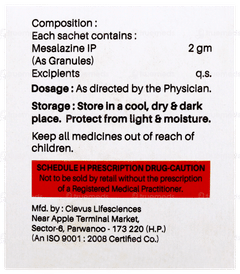 Composition :
Each sachet contains :
Mesalazine IP 2 gm
(As Granules)
Excipients q.s.
Dosage : As directed by the Physician.
Storage : Store in a cool, dry & dark
place. Protect from light & moisture.
Keep all medicines out of reach of
children.
SCHEDULE H PRESCRIPTION DRUG-CAUTION
Not to be sold by retail without the prescription
of a Registered Medical Practitioner.
Mfd. by : Clevus Lifesciences
Near Apple Terminal Market,
Sector-6, Parwanoo - 173 220 (H.P.)
(An ISO 9001 : 2008 Certified Co.)